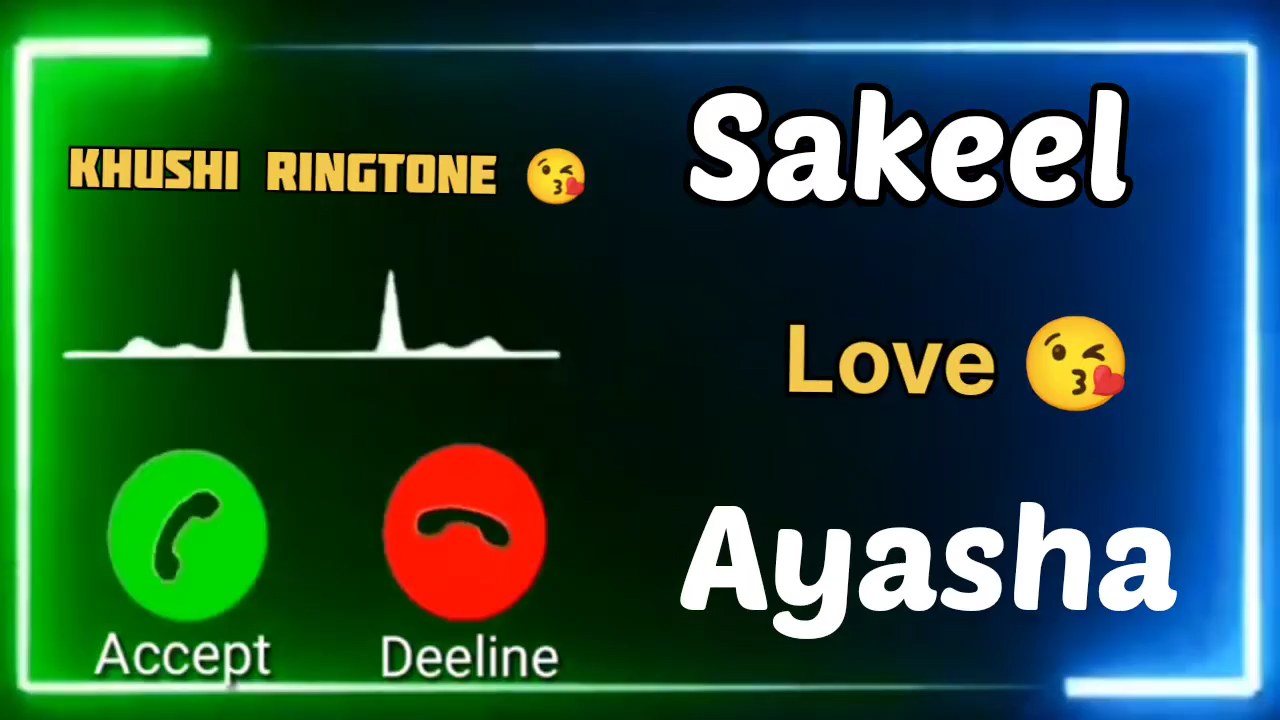 KHUSHI RINGTONE 😘
Sakeel
Love 😘
Ayasha
Accept
Deeline